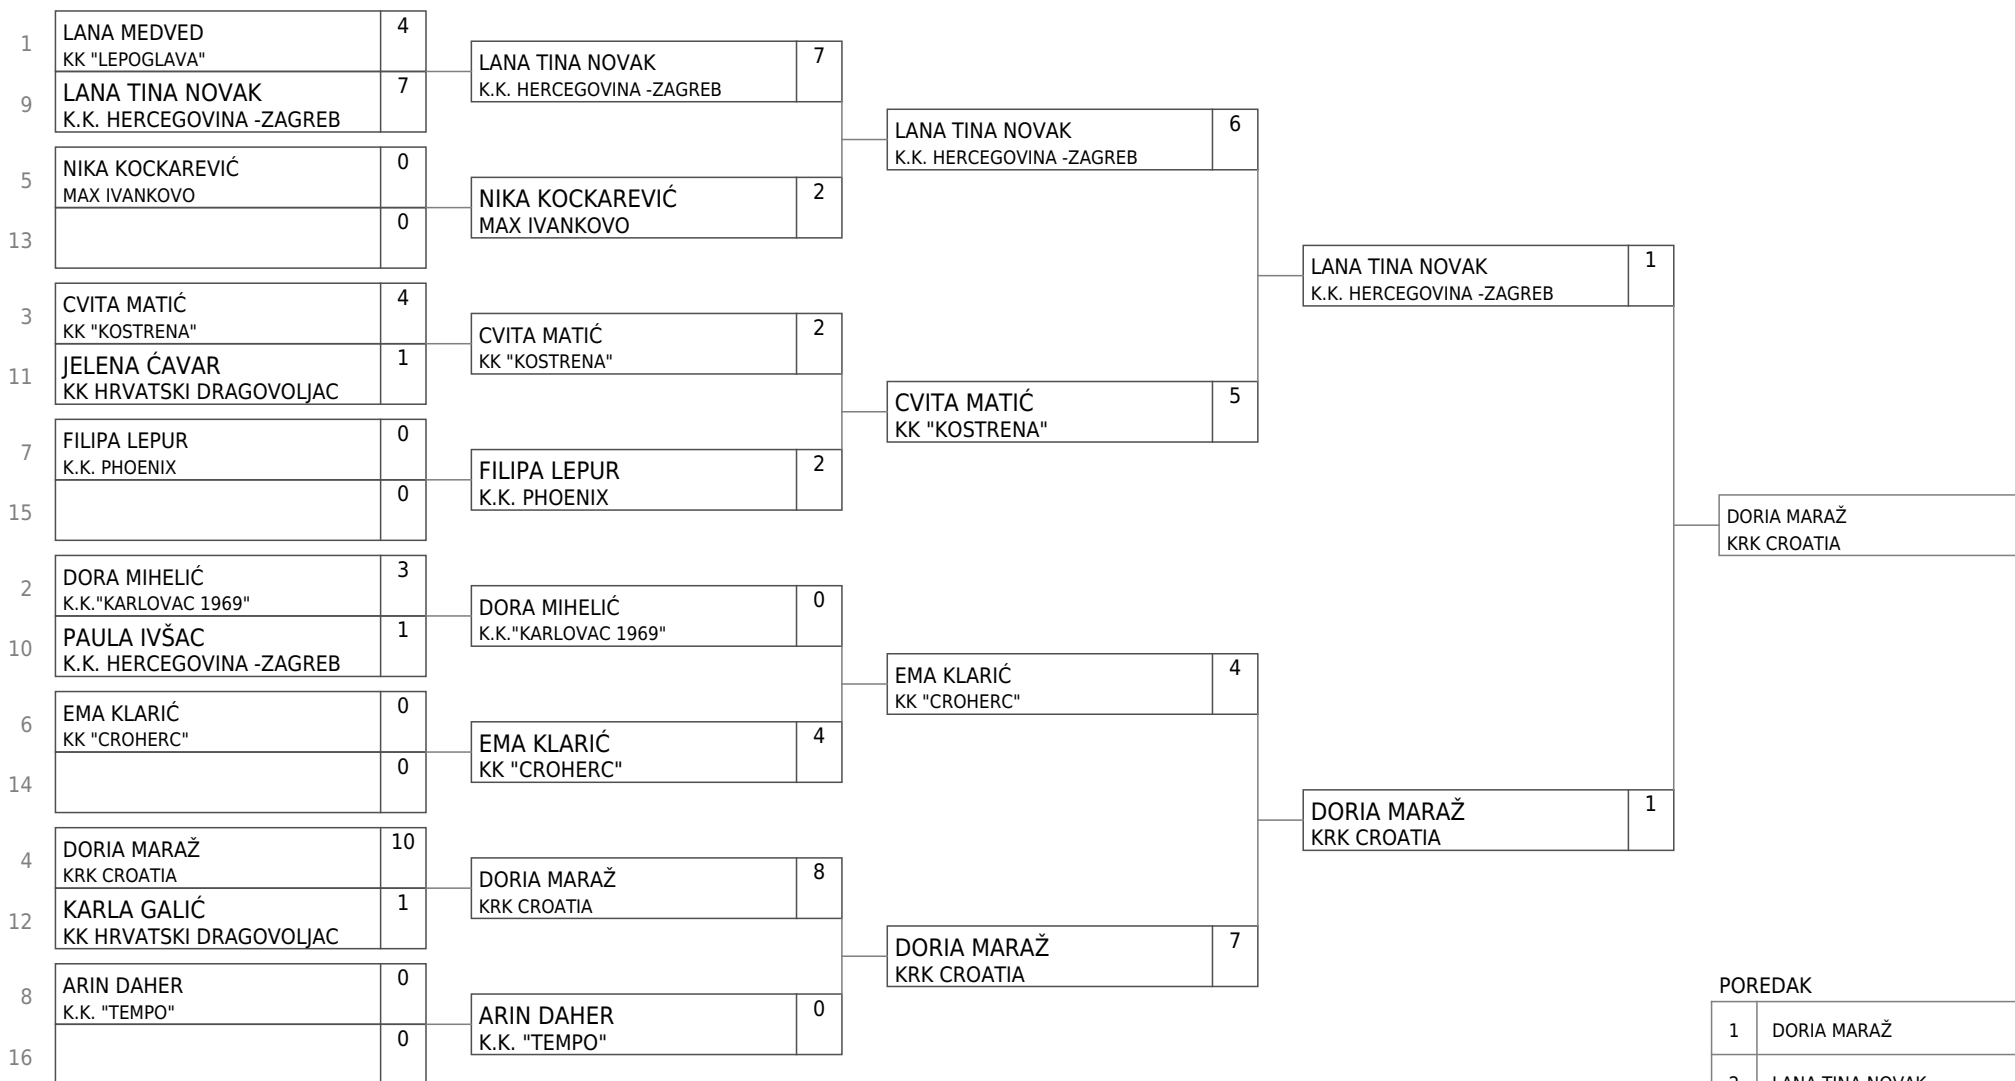 1
LANA MEDVED
KK "LEPOGLAVA"
4
9
LANA TINA NOVAK
K.K. HERCEGOVINA -ZAGREB
7
5
NIKA KOCKAREVIĆ
MAX IVANKOVO
0
13
0
3
CVITA MATIĆ
KK "KOSTRENA"
4
11
JELENA ĆAVAR
KK HRVATSKI DRAGOVOLJAC
1
7
FILIPA LEPUR
K.K. PHOENIX
0
15
0
2
DORA MIHELIĆ
K.K."KARLOVAC 1969"
3
10
PAULA IVŠAC
K.K. HERCEGOVINA -ZAGREB
1
6
EMA KLARIĆ
KK "CROHERC"
0
14
0
4
DORIA MARAŽ
KRK CROATIA
10
12
KARLA GALIĆ
KK HRVATSKI DRAGOVOLJAC
1
8
ARIN DAHER
K.K. "TEMPO"
0
16
0
LANA TINA NOVAK
K.K. HERCEGOVINA -ZAGREB
7
NIKA KOCKAREVIĆ
MAX IVANKOVO
2
CVITA MATIĆ
KK "KOSTRENA"
2
FILIPA LEPUR
K.K. PHOENIX
2
DORA MIHELIĆ
K.K."KARLOVAC 1969"
0
EMA KLARIĆ
KK "CROHERC"
4
DORIA MARAŽ
KRK CROATIA
8
ARIN DAHER
K.K. "TEMPO"
0
LANA TINA NOVAK
K.K. HERCEGOVINA -ZAGREB
6
CVITA MATIĆ
KK "KOSTRENA"
5
EMA KLARIĆ
KK "CROHERC"
4
DORIA MARAŽ
KRK CROATIA
7
LANA TINA NOVAK
K.K. HERCEGOVINA -ZAGREB
1
DORIA MARAŽ
KRK CROATIA
1
DORIA MARAŽ
KRK CROATIA
POREDAK
1 DORIA MARAŽ
2 LANA TINA NOVAK